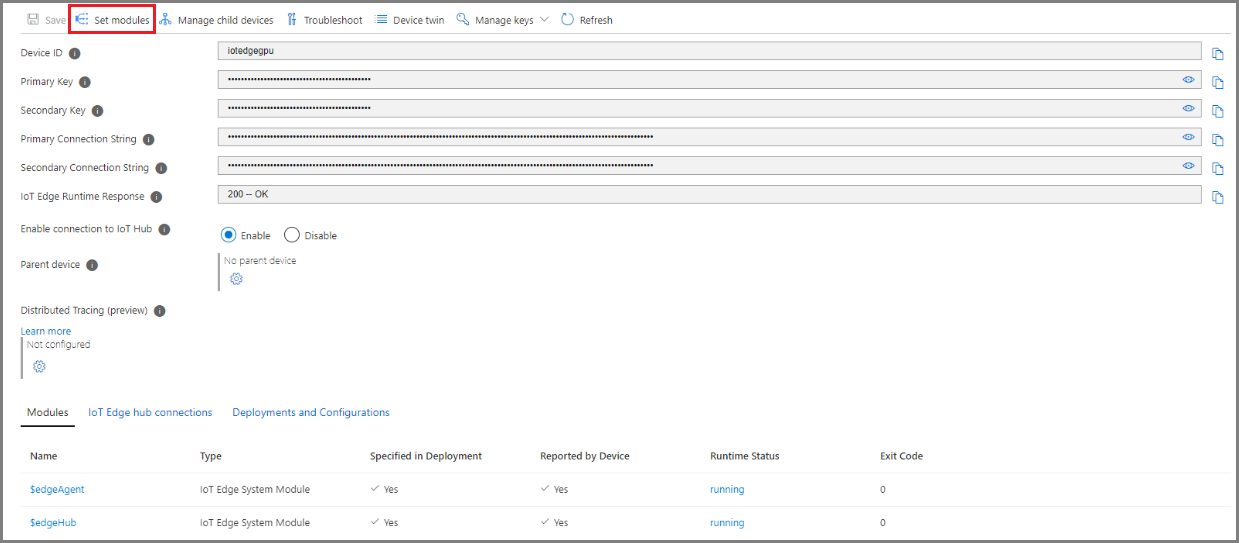 Save Set modules Manage child devices Troubleshoot Device twin Manage keys Refresh
Device ID iotedgegpu
Primary Key ••••••••••••••••••••••••••••••••••••••••••••
Secondary Key ••••••••••••••••••••••••••••••••••••••••••••
Primary Connection String
Secondary Connection String
IoT Edge Runtime Response 200 -- OK
Enable connection to IoT Hub Enable Disable
Parent device No parent device
Distributed Tracing (preview)
Learn more
Not configured
Modules IoT Edge hub connections Deployments and Configurations
Name Type Specified in Deployment Reported by Device Runtime Status Exit Code
$edgeAgent IoT Edge System Module Yes Yes running 0
$edgeHub IoT Edge System Module Yes Yes running 0